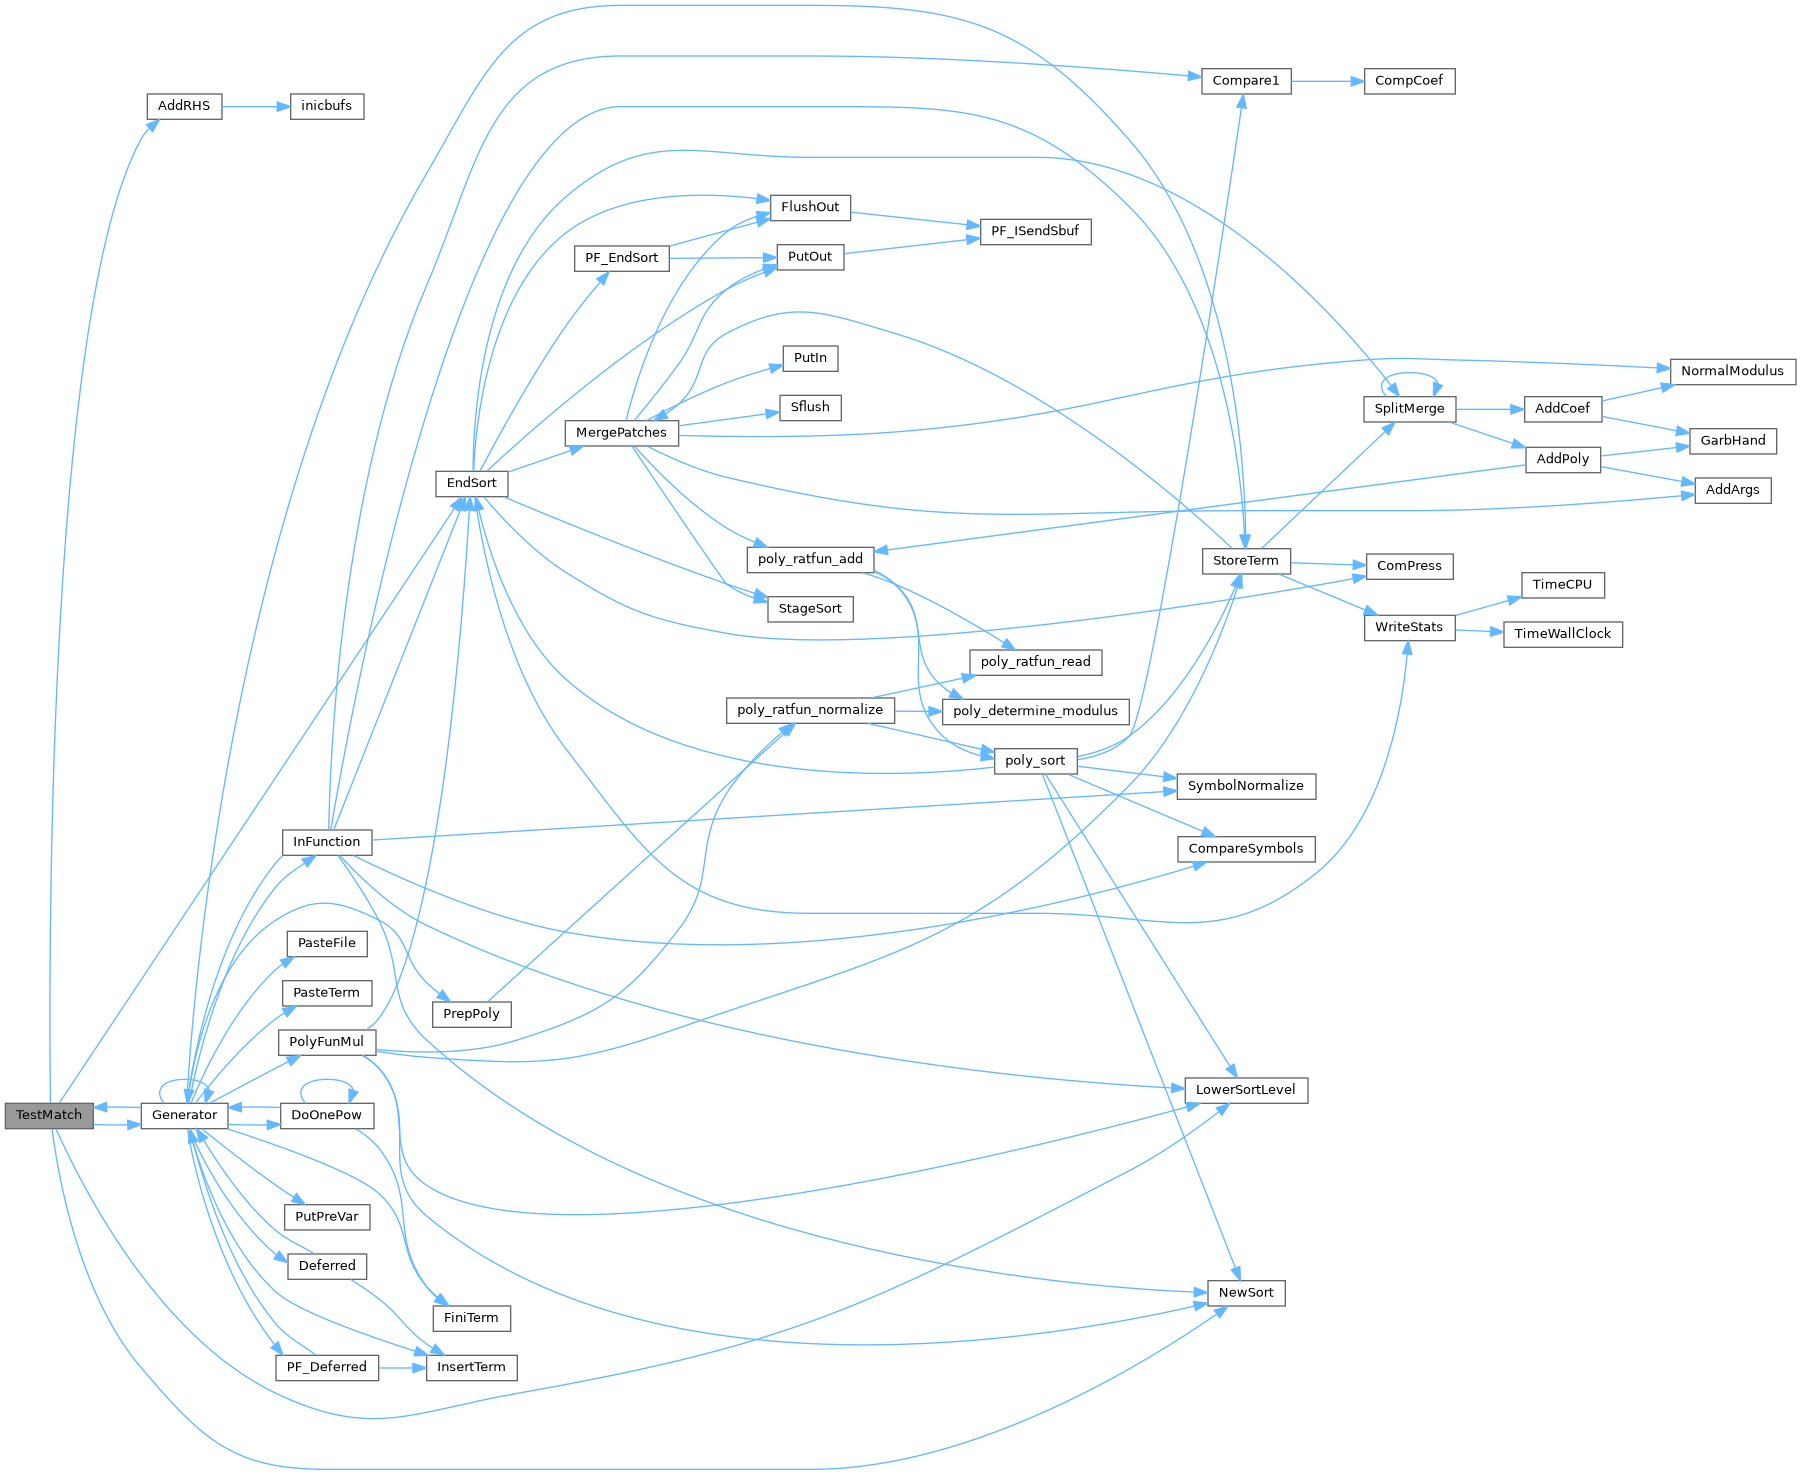 TestMatch
AddRHS
inicbufs
Generator
InFunction
PasteFile
PasteTerm
PolyFunMul
DoOnePow
PutPreVar
Deferred
PF_Deferred
EndSort
PrepPoly
FiniTerm
InsertTerm
PF_EndSort
MergePatches
FlushOut
PutOut
PutIn
Sflush
poly_ratfun_add
StageSort
poly_ratfun_normalize
PF_ISendSbuf
poly_ratfun_read
poly_determine_modulus
poly_sort
Compare1
StoreTerm
SymbolNormalize
CompareSymbols
LowerSortLevel
NewSort
CompCoef
SplitMerge
ComPress
WriteStats
AddCoef
AddPoly
TimeCPU
TimeWallClock
NormalModulus
GarbHand
AddArgs